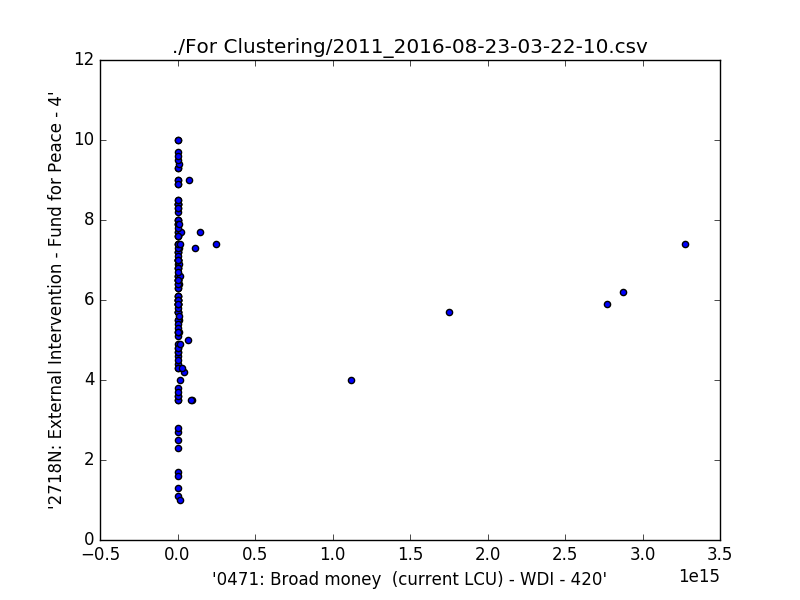 ./For Clustering/2011_2016-08-23-03-22-10.csv
12
10
8
6
4
2
0
'2718N: External Intervention - Fund for Peace - 4'
−0.5 0.0 0.5 1.0 1.5 2.0 2.5 3.0 3.5
1e15
'0471: Broad money  (current LCU) - WDI - 420'